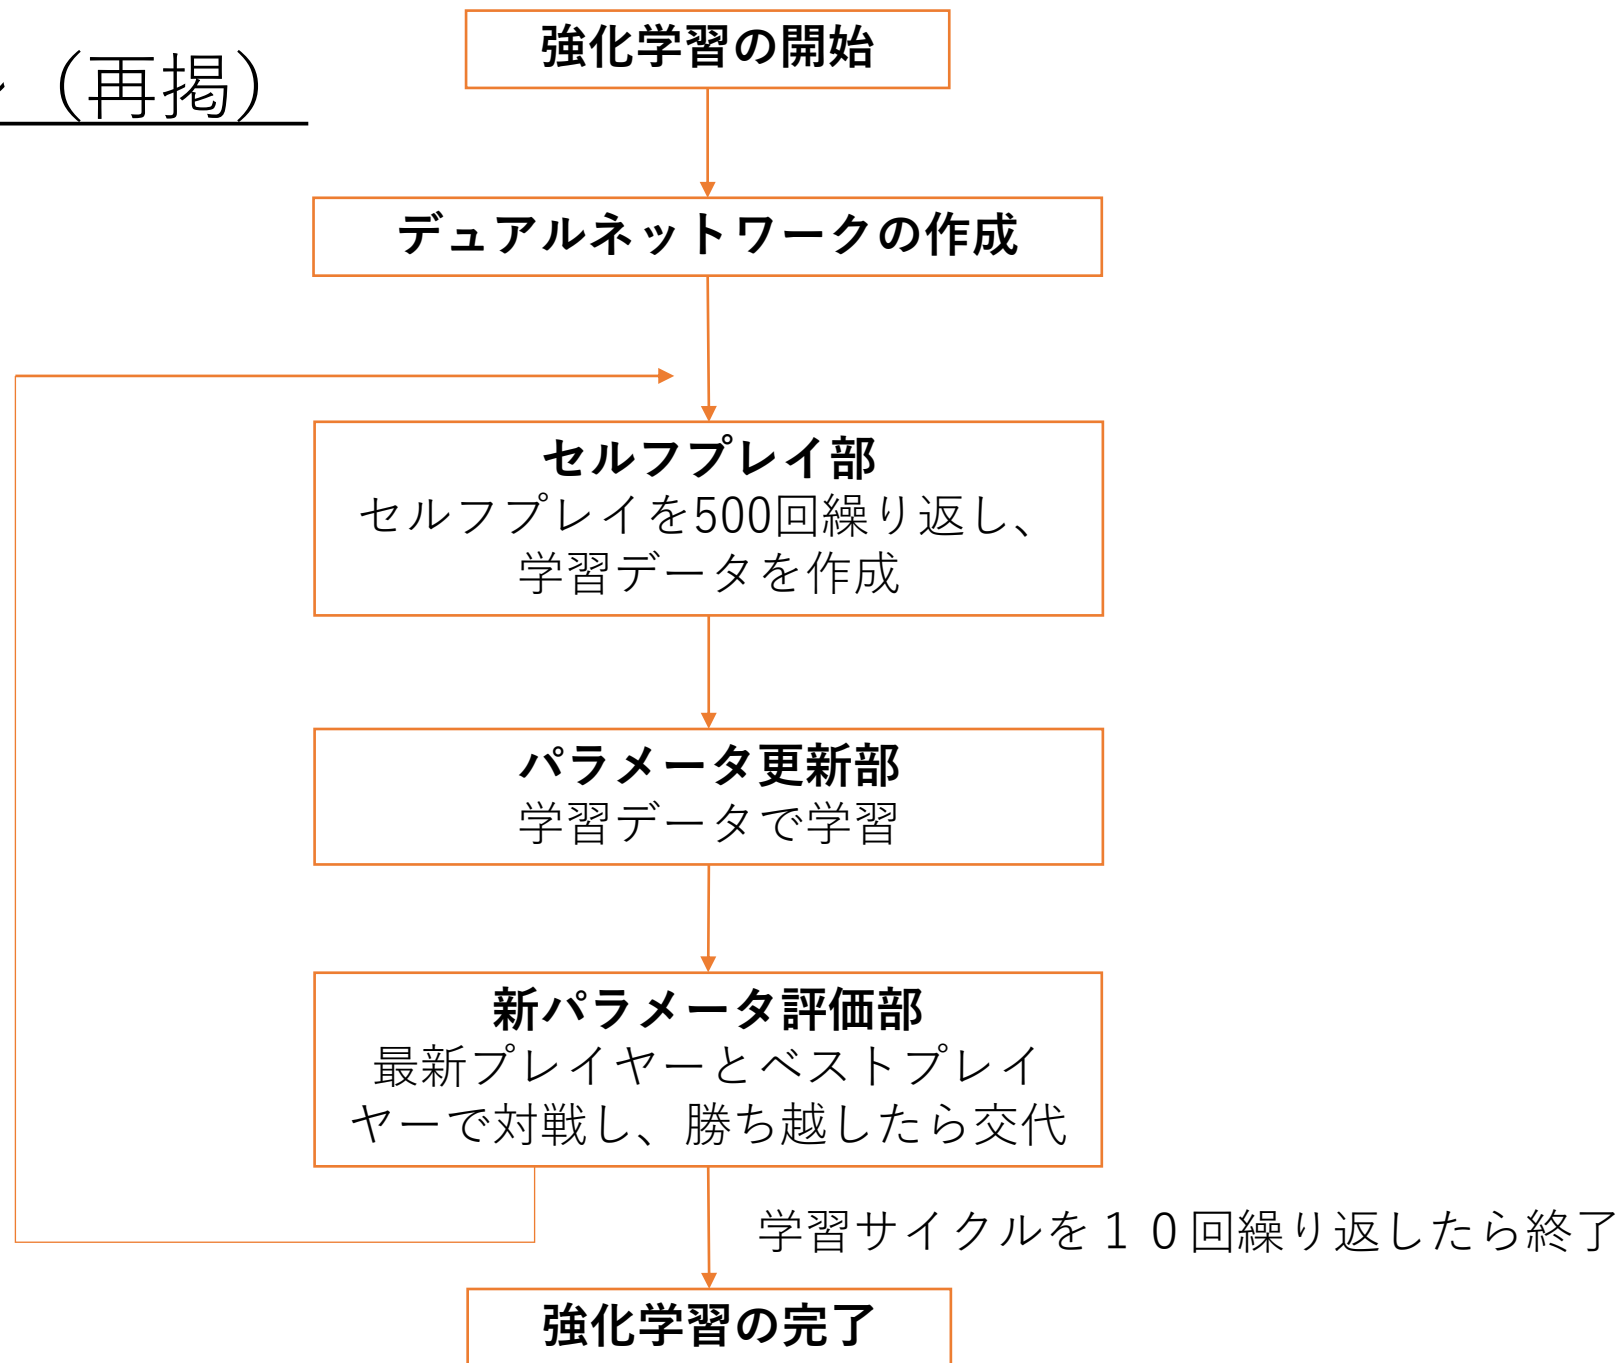 強化学習の開始
（再掲）
デュアルネットワークの作成
セルフプレイ部
セルフプレイを500回繰り返し、
学習データを作成
パラメータ更新部
学習データで学習
新パラメータ評価部
最新プレイヤーとベストプレイ
ヤーで対戦し、勝ち越したら交代
学習サイクルを１０回繰り返したら終了
強化学習の完了